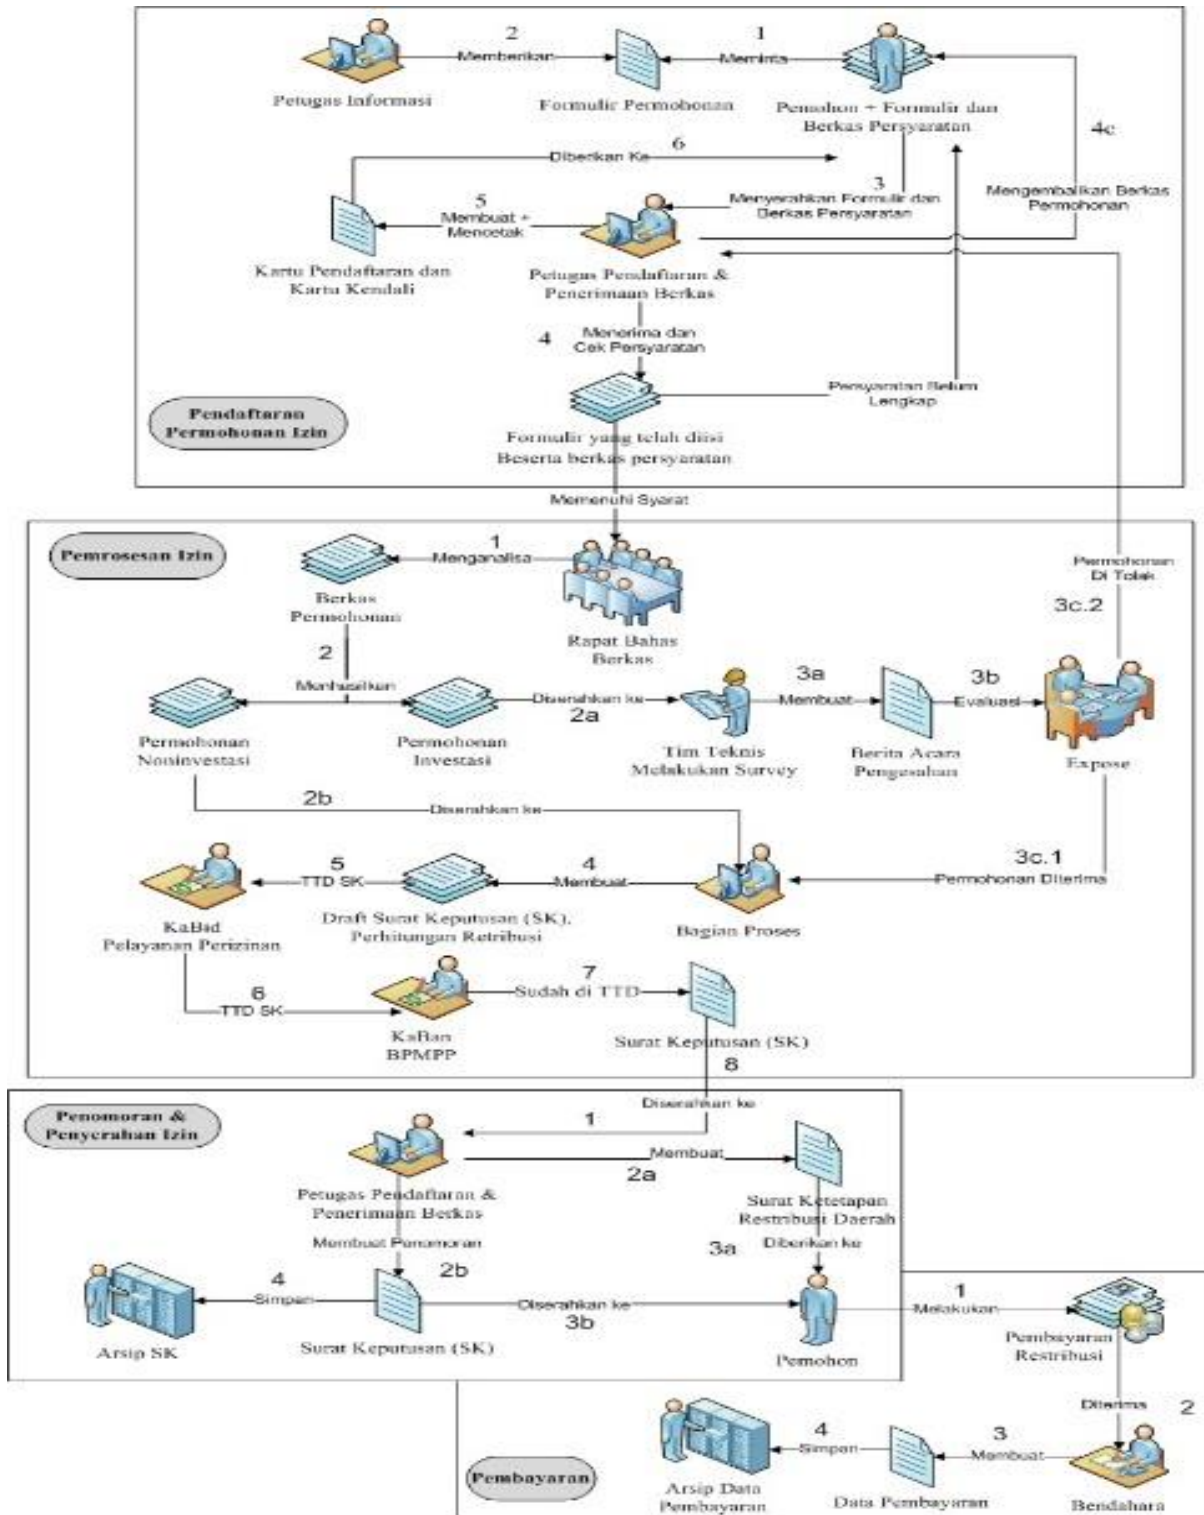 2
Memberikan
1
Meminta
Petugas Informasi
Formulir Permohonan
Pemohon + Formulir dan
Berkas Persyaratan
4c
6
Diberikan Ke
3
Menyerahkan Formulir dan
Berkas Persyaratan
Mengembalikan Berkas
Permohonan
5
Membuat +
Mencetak
Kartu Pendaftaran dan
Kartu Kendali
Petugas Pendaftaran &
Penerimaan Berkas
4
Menerima dan
Cek Persyaratan
Persyaratan Belum
Lengkap
Pendaftaran
Permohonan Izin
Formulir yang telah diisi
Beserta berkas persyaratan
Memenuhi Syarat
Pemrosesan Izin
1
Menganalisa
Berkas
Permohonan
Rapat Bahas
Berkas
Permohonan
Di Tolak
3c.2
2
Menhasilkan
Diserahkan ke
2a
3a
Membuat
3b
Evaluasi
Permohonan
Noninvestasi
Permohonan
Investasi
Tim Teknis
Melakukan Survey
Berita Acara
Pengesahan
Expose
2b
Diserahkan ke
3c.1
Permohonan Diterima
5
TTD SK
4
Membuat
KaBid
Pelayanan Perizinan
Draft Surat Keputusan (SK),
Perhitungan Retribusi
Bagian Proses
6
TTD SK
7
Sudah di TTD
KaBan
BPMPP
Surat Keputusan (SK)
8
Penomoran &
Penyerahan Izin
Diserahkan ke
1
Membuat
2a
Petugas Pendaftaran &
Penerimaan Berkas
Surat Ketetapan
Restribusi Daerah
Membuat Penomoran
3a
Diberikan ke
2b
4
Simpan
Diserahkan ke
3b
1
Melakukan
Arsip SK
Surat Keputusan (SK)
Pemohon
Pembayaran
Restribusi
Diterima
2
4
Simpan
3
Membuat
Pembayaran
Arsip Data
Pembayaran
Data Pembayaran
Bendahara